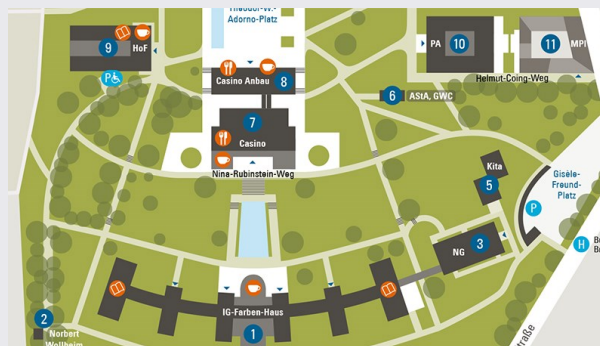 Theodor-W.-
Adorno-Platz
9
HoF
P
PA
10
11
MPI
Helmut-Coing-Weg
Casino Anbau
8
6
AStA, GWC
7
Casino
Nina-Rubinstein-Weg
Kita
5
Gisèle-
Freund-
Platz
P
3
NG
H
IG-Farben-Haus
1
2
Norbert
Wollheim